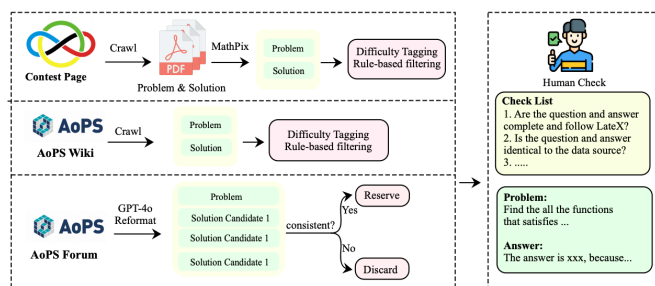 Contest Page
Crawl
PDF
Problem & Solution
MathPix
Problem
Solution
Difficulty Tagging
Rule-based filtering
AoPS
AoPS Wiki
Crawl
Problem
Solution
Difficulty Tagging
Rule-based filtering
AoPS
AoPS Forum
GPT-4o
Reformat
Problem
Solution Candidate 1
Solution Candidate 1
Solution Candidate 1
consistent?
Yes
No
Reserve
Discard
Human Check
Check List
1. Are the question and answer
complete and follow LateX?
2. Is the question and answer
identical to the data source?
3. .....
Problem:
Find the all the functions
that satisfies ...
Answer:
The answer is xxx, because...